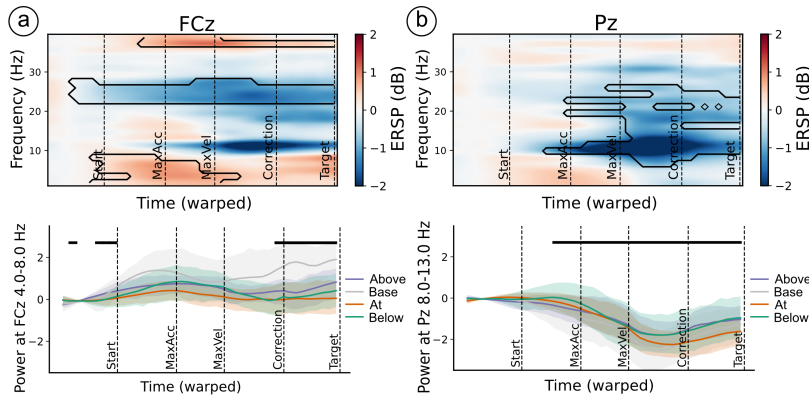 a
FCz
Frequency (Hz)
30
20
10
Start
MaxAcc
MaxVel
Correction
Target
Time (warped)
2
1
0
−1
−2
ERSP (dB)
b
Pz
Frequency (Hz)
30
20
10
Start
MaxAcc
MaxVel
Correction
Target
Time (warped)
2
1
0
−1
−2
ERSP (dB)
Power at FCz 4.0-8.0 Hz
2
0
−2
Start
MaxAcc
MaxVel
Correction
Target
Time (warped)
Above
Base
At
Below
Power at Pz 8.0-13.0 Hz
2
0
−2
Start
MaxAcc
MaxVel
Correction
Target
Time (warped)
Above
Base
At
Below